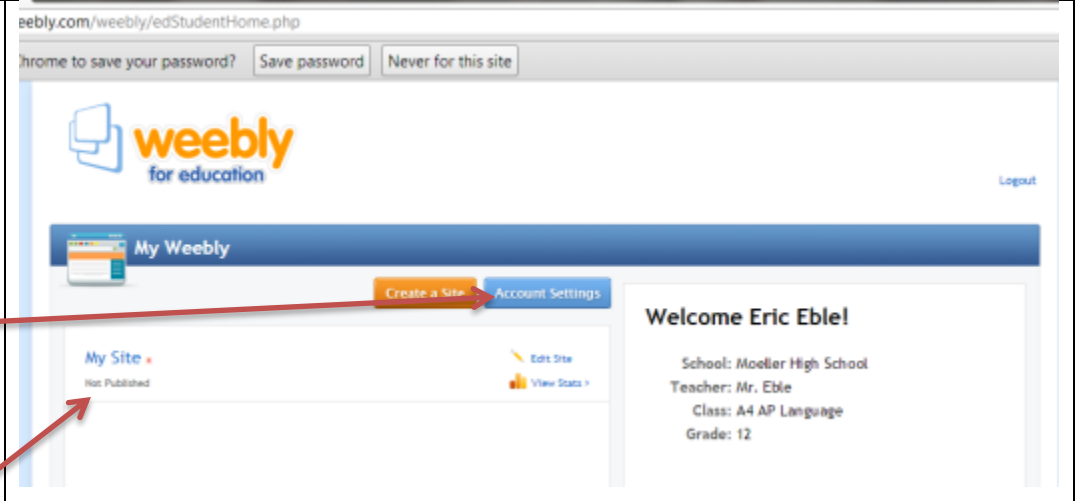 eebly.com/weebly/edStudentHome.php
hrome to save your password? Save password Never for this site
weebly
for education
Logout
My Weebly
Create a Site Account Settings
Welcome Eric Eble!
My Site x
Edit Site
Not Published
View Stats >
School: Moeller High School
Teacher: Mr. Eble
Class: A4 AP Language
Grade: 12